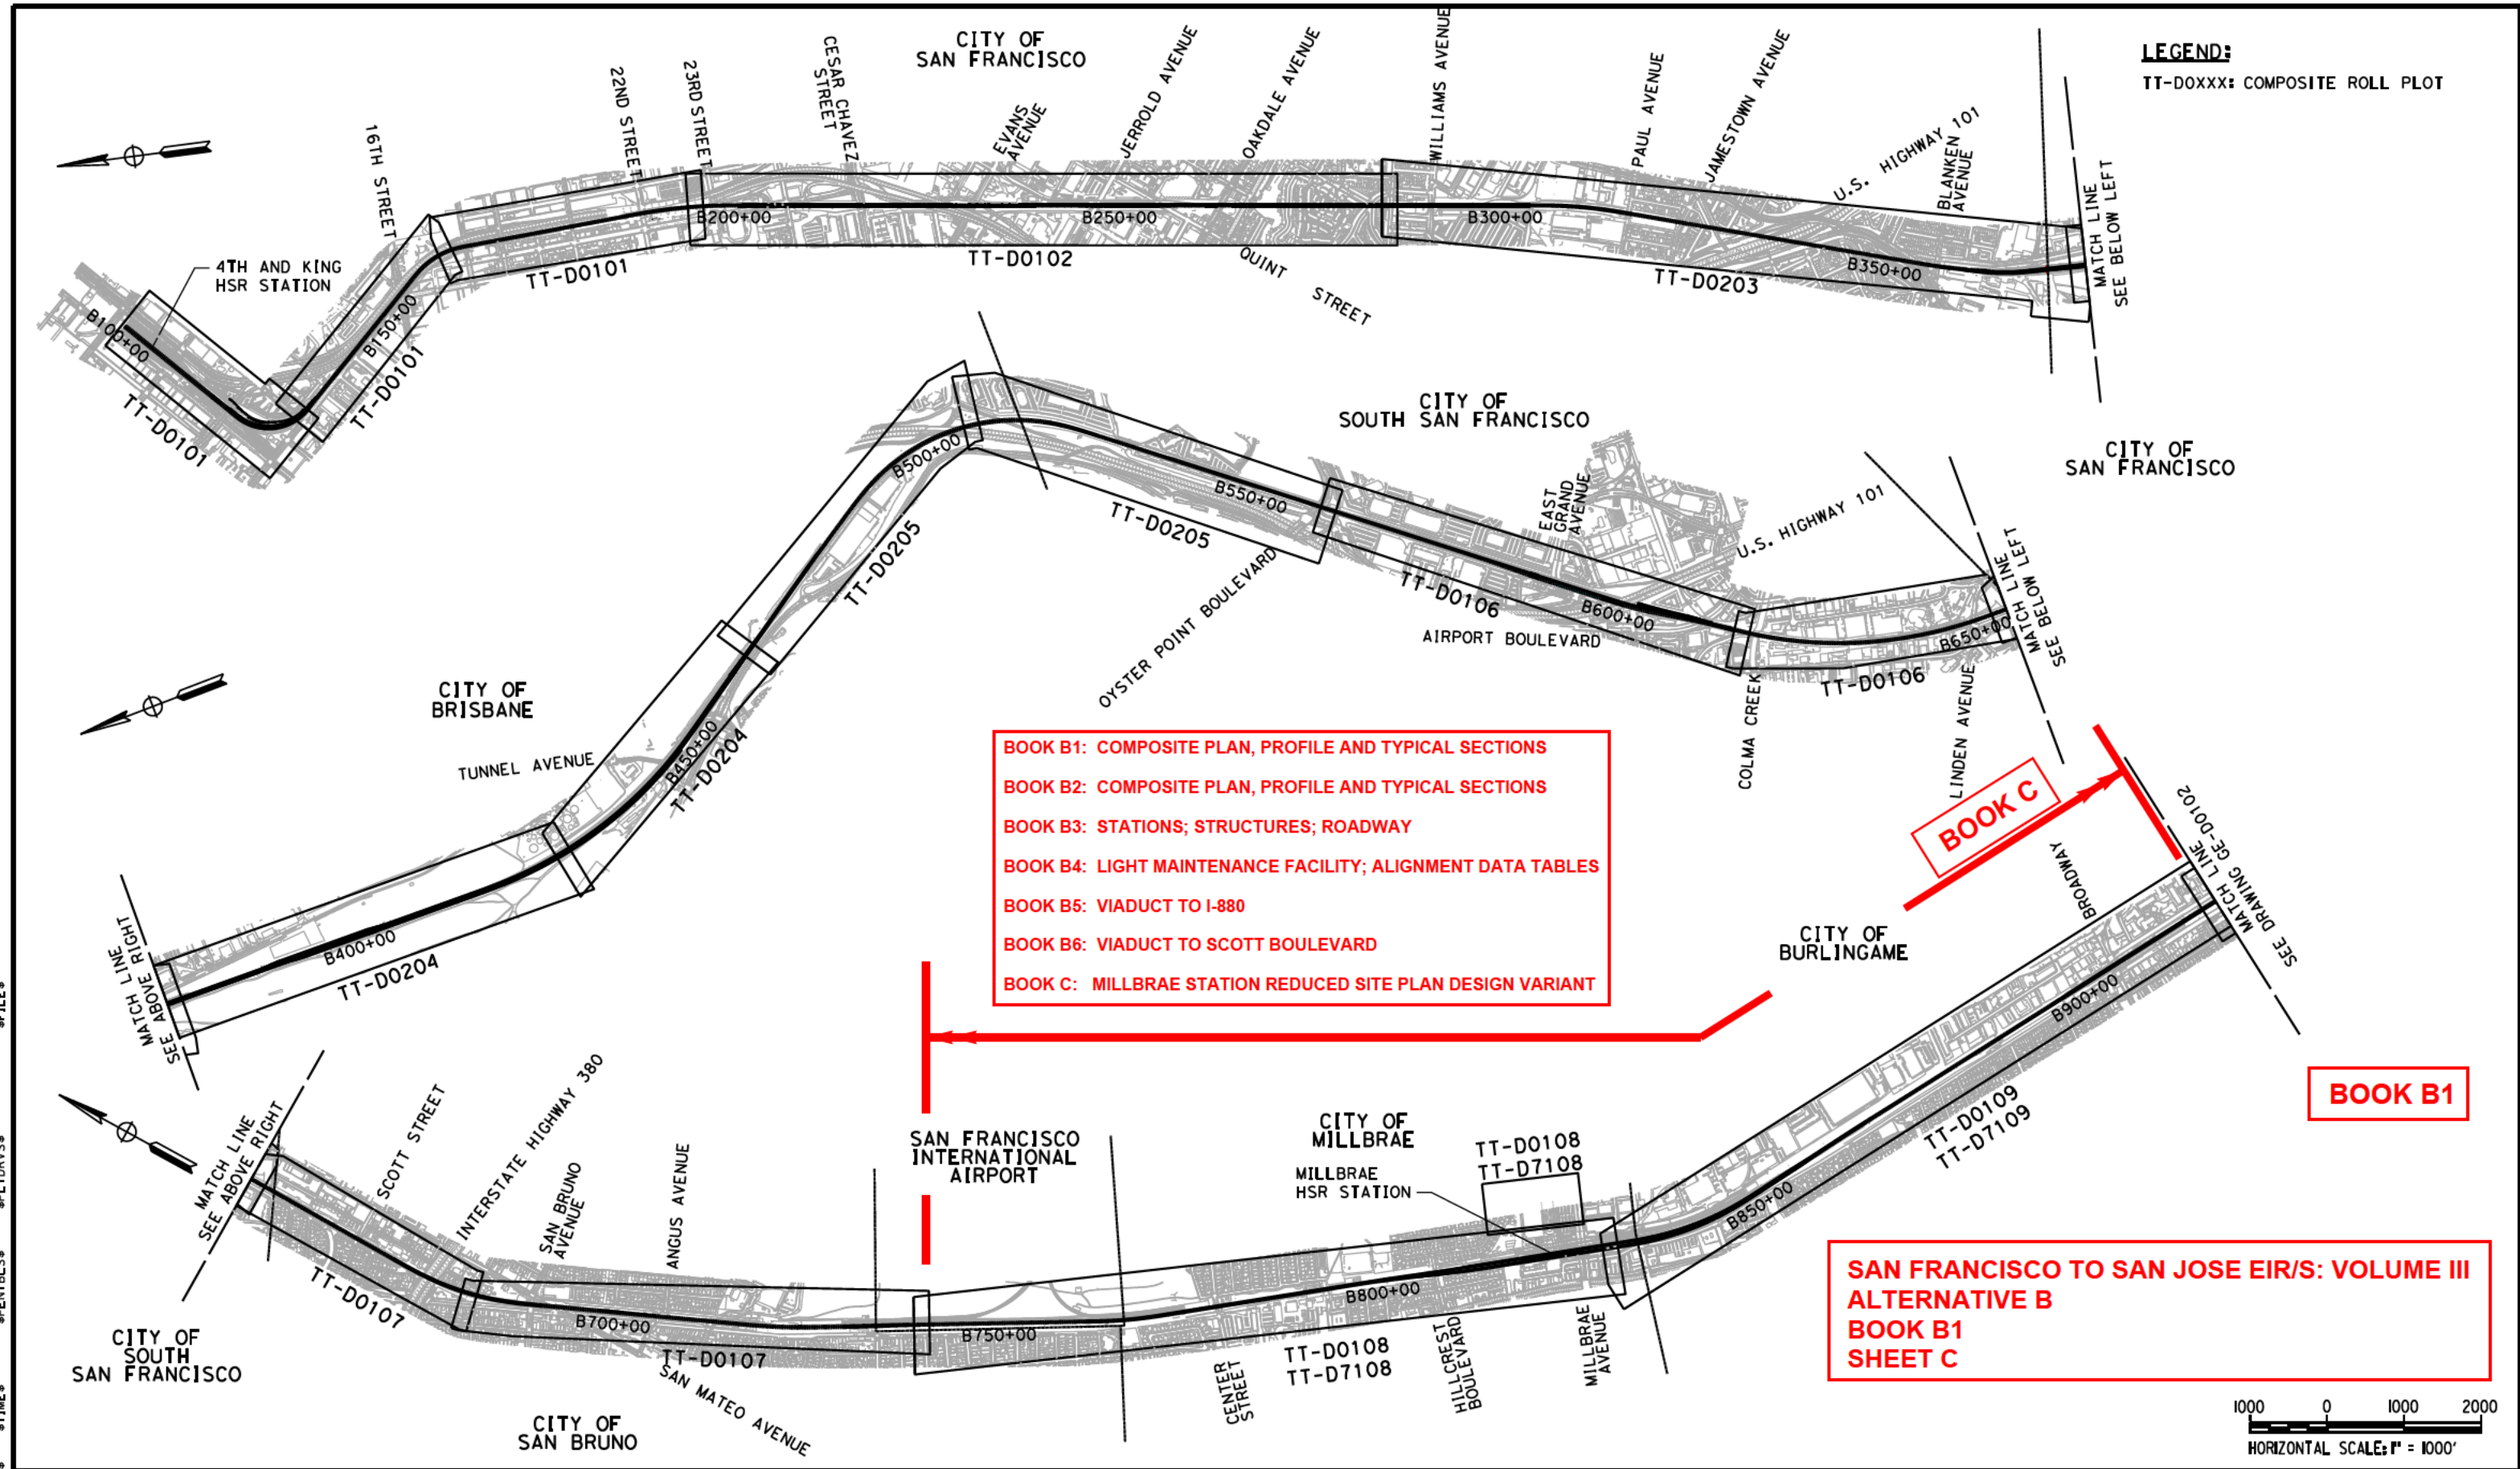 CITY OF
SAN FRANCISCO
LEGEND:
TT-D0XXX: COMPOSITE ROLL PLOT
16TH STREET
22ND STREET
23RD STREET
CESAR CHAVEZ
STREET
EVANS
AVENUE
JERROLD AVENUE
OAKDALE AVENUE
WILLIAMS AVENUE
PAUL AVENUE
JAMESTOWN AVENUE
U.S. HIGHWAY 101
BLANKEN
AVENUE
MATCH LINE
SEE BELOW LEFT
4TH AND KING
HSR STATION
B100+00
B150+00
B200+00
B250+00
B300+00
B350+00
TT-D0101
TT-D0101
TT-D0101
TT-D0102
QUINT STREET
TT-D0203
CITY OF
SOUTH SAN FRANCISCO
CITY OF
SAN FRANCISCO
B500+00
B550+00
EAST
GRAND
AVENUE
U.S. HIGHWAY 101
TT-D0205
TT-D0205
OYSTER POINT BOULEVARD
TT-D0106
B600+00
AIRPORT BOULEVARD
B650+00
TT-D0106
MATCH LINE
SEE BELOW LEFT
COLMA CREEK
LINDEN AVENUE
CITY OF
BRISBANE
TUNNEL AVENUE
B450+00
TT-D0204
B400+00
TT-D0204
MATCH LINE
SEE ABOVE RIGHT
BOOK B1: COMPOSITE PLAN, PROFILE AND TYPICAL SECTIONS
BOOK B2: COMPOSITE PLAN, PROFILE AND TYPICAL SECTIONS
BOOK B3: STATIONS; STRUCTURES; ROADWAY
BOOK B4: LIGHT MAINTENANCE FACILITY; ALIGNMENT DATA TABLES
BOOK B5: VIADUCT TO I-880
BOOK B6: VIADUCT TO SCOTT BOULEVARD
BOOK C: MILLBRAE STATION REDUCED SITE PLAN DESIGN VARIANT
BOOK C
BROADWAY
MATCH LINE
SEE DRAWING GE-D0102
CITY OF
BURLINGAME
B900+00
BOOK B1
MATCH LINE
SEE ABOVE RIGHT
SCOTT STREET
INTERSTATE HIGHWAY 380
SAN BRUNO
AVENUE
ANGUS AVENUE
SAN FRANCISCO
INTERNATIONAL
AIRPORT
CITY OF
MILLBRAE
MILLBRAE
HSR STATION
TT-D0108
TT-D7108
TT-D0109
TT-D7109
B850+00
B800+00
B750+00
B700+00
TT-D0107
TT-D0107
SAN MATEO AVENUE
CITY OF
SOUTH
SAN FRANCISCO
CITY OF
SAN BRUNO
CENTER
STREET
TT-D0108
TT-D7108
HILLCREST
BOULEVARD
MILLBRAE
AVENUE
SAN FRANCISCO TO SAN JOSE EIR/S: VOLUME III
ALTERNATIVE B
BOOK B1
SHEET C
1000 0 1000 2000
HORIZONTAL SCALE: 1" = 1000'